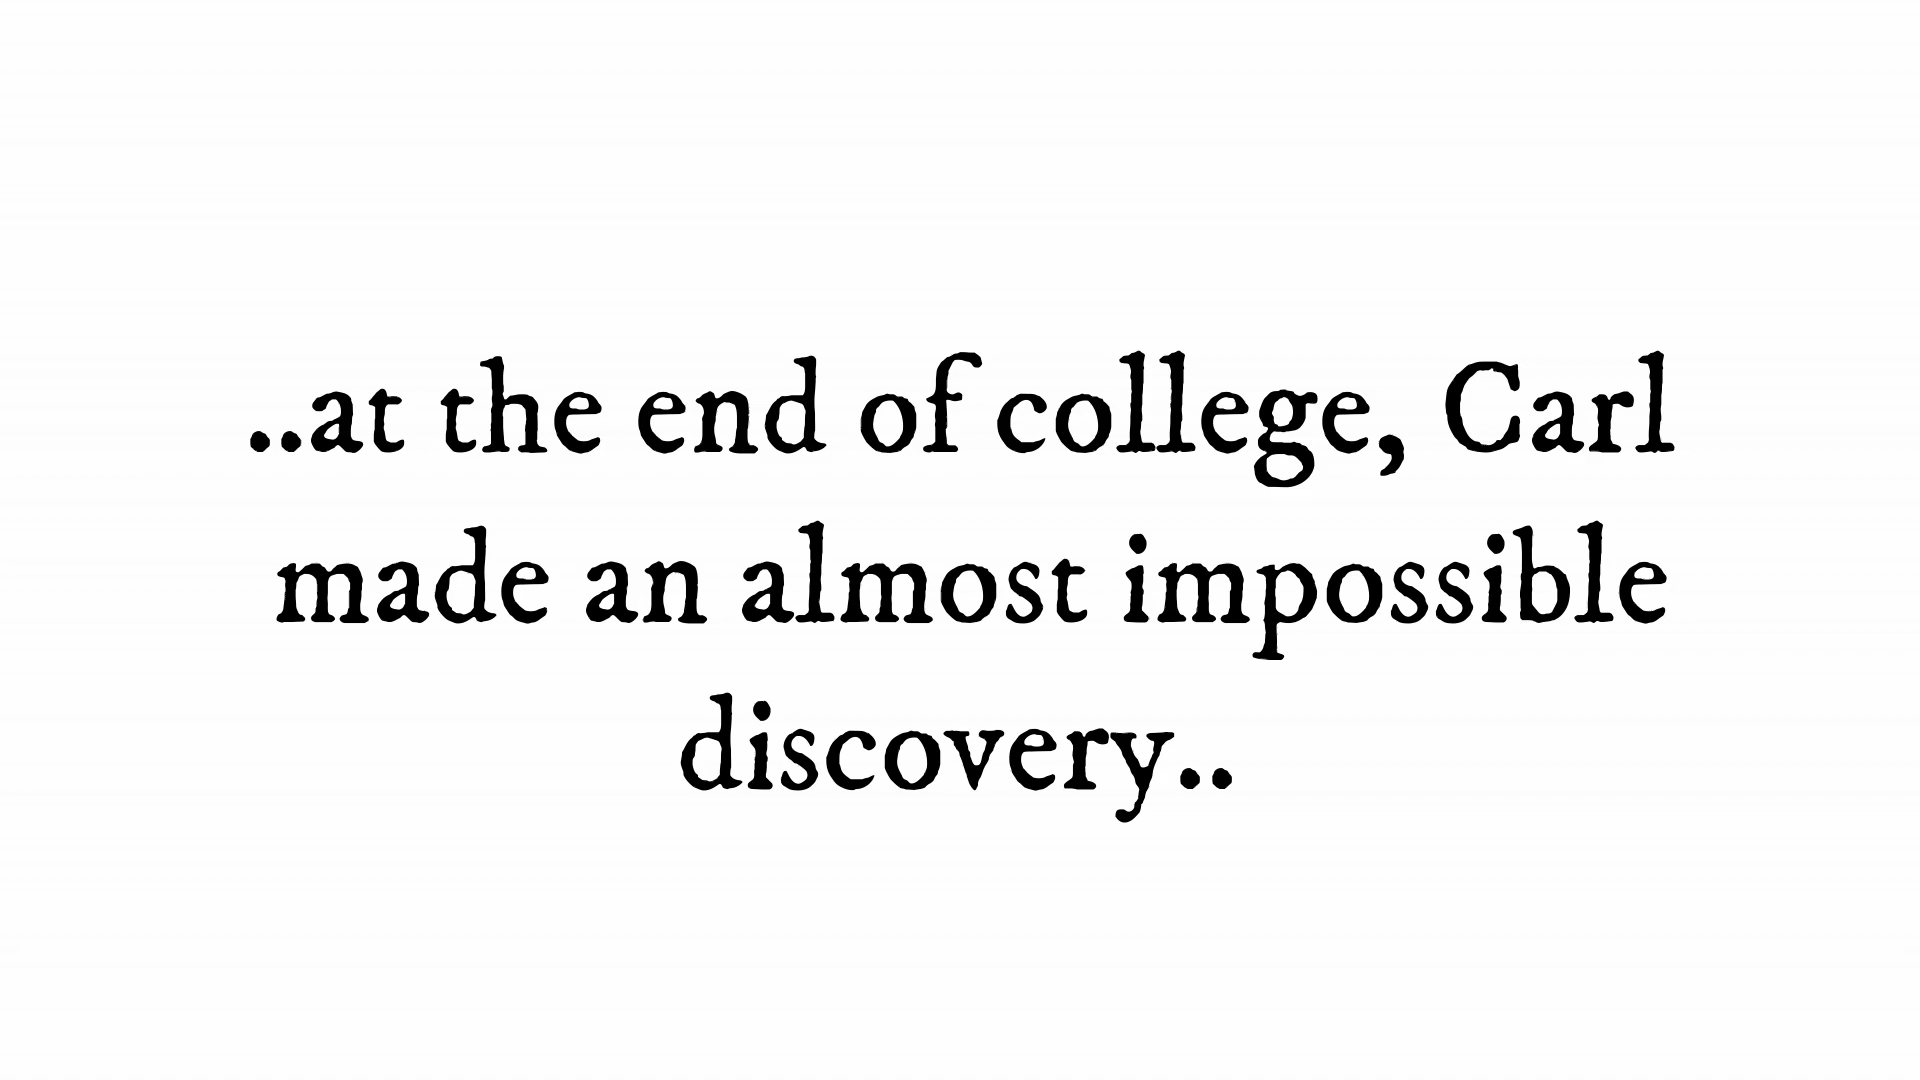 ..at the end of college, Carl
made an almost impossible
discovery..